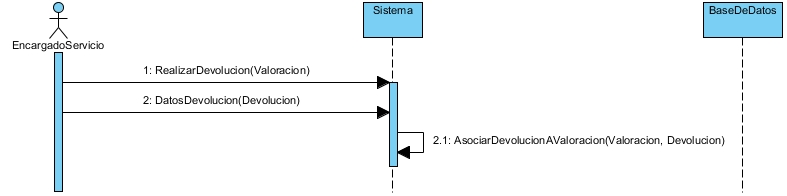 Sistema
BaseDeDatos
EncargadoServicio
1: RealizarDevolucion(Valoracion)
2: DatosDevolucion(Devolucion)
2.1: AsociarDevolucionAValoracion(Valoracion, Devolucion)